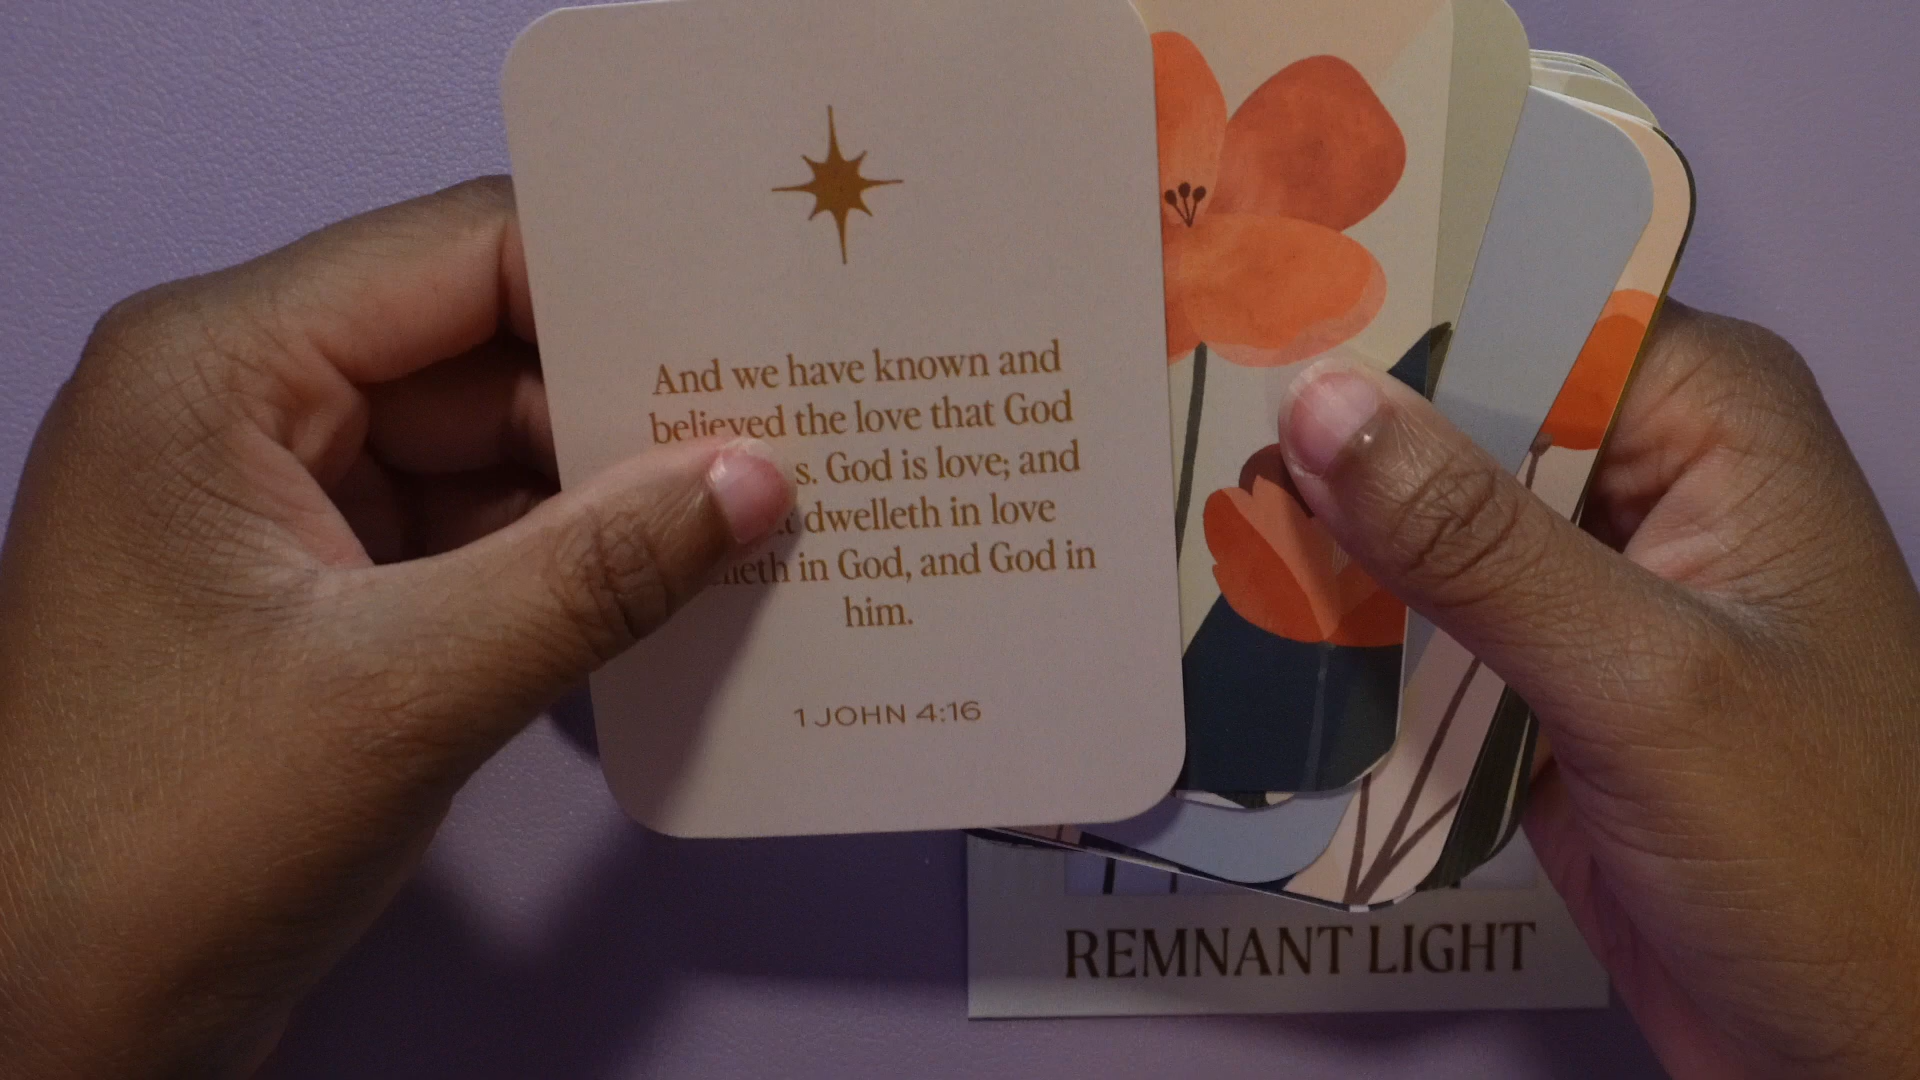 And we have known and
believed the love that God
s. God is love; and
dwelleth in love
in God, and God in
him.
1 JOHN 4:16
REMNANT LIGHT